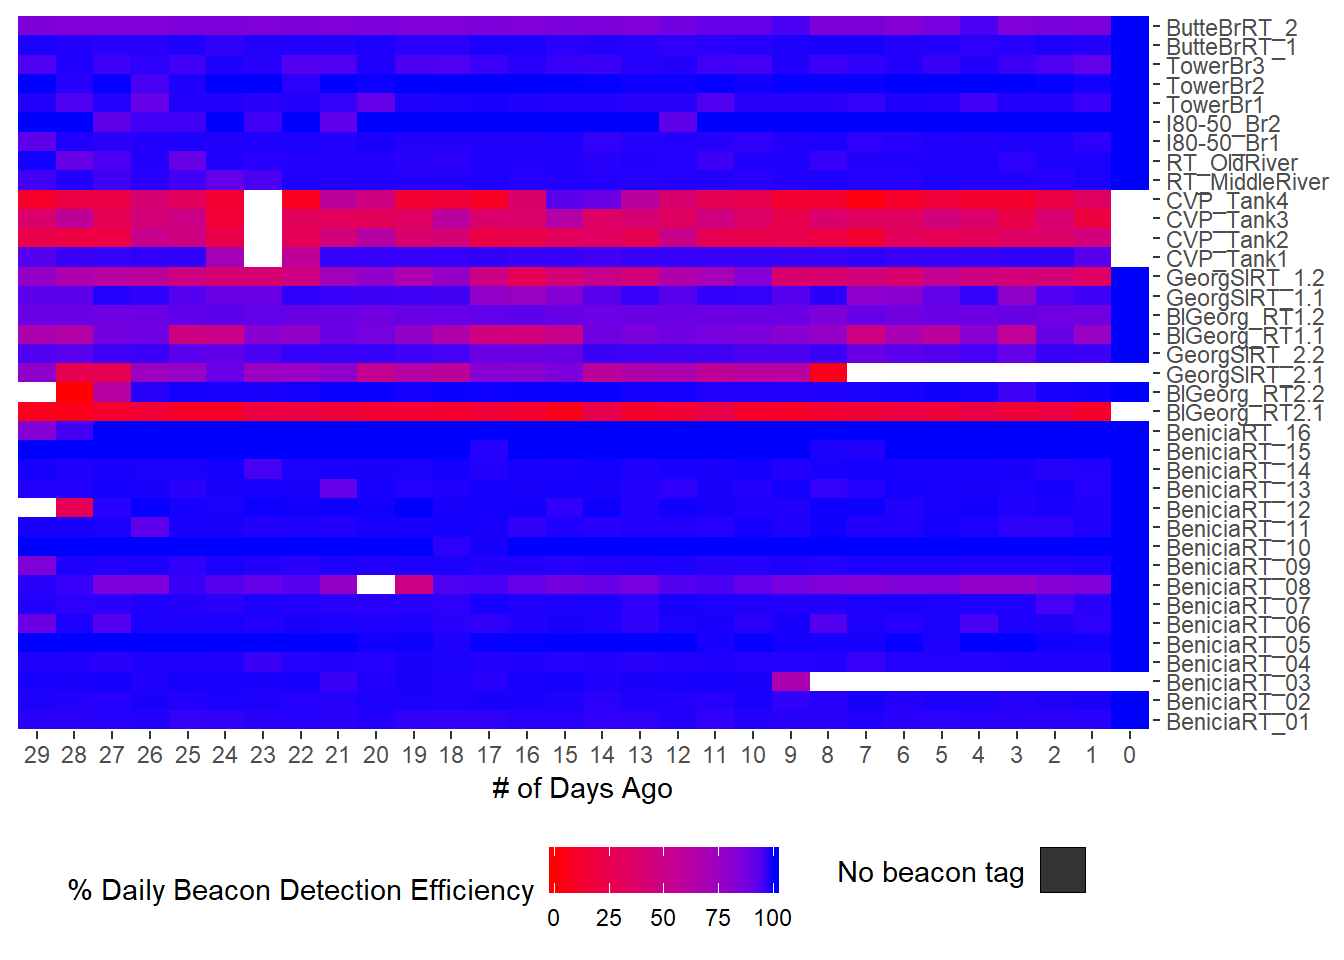 ButteBrRT_2
ButteBrRT_1
TowerBr3
TowerBr2
TowerBr1
I80-50_Br2
I80-50_Br1
RT_OldRiver
RT_MiddleRiver
CVP_Tank4
CVP_Tank3
CVP_Tank2
CVP_Tank1
GeorgSlRT_1.2
GeorgSlRT_1.1
BlGeorg_RT1.2
BlGeorg_RT1.1
GeorgSlRT_2.2
GeorgSlRT_2.1
BlGeorg_RT2.2
BlGeorg_RT2.1
BeniciaRT_16
BeniciaRT_15
BeniciaRT_14
BeniciaRT_13
BeniciaRT_12
BeniciaRT_11
BeniciaRT_10
BeniciaRT_09
BeniciaRT_08
BeniciaRT_07
BeniciaRT_06
BeniciaRT_05
BeniciaRT_04
BeniciaRT_03
BeniciaRT_02
BeniciaRT_01
29 28 27 26 25 24 23 22 21 20 19 18 17 16 15 14 13 12 11 10 9 8 7 6 5 4 3 2 1 0
# of Days Ago
% Daily Beacon Detection Efficiency
0 25 50 75 100
No beacon tag